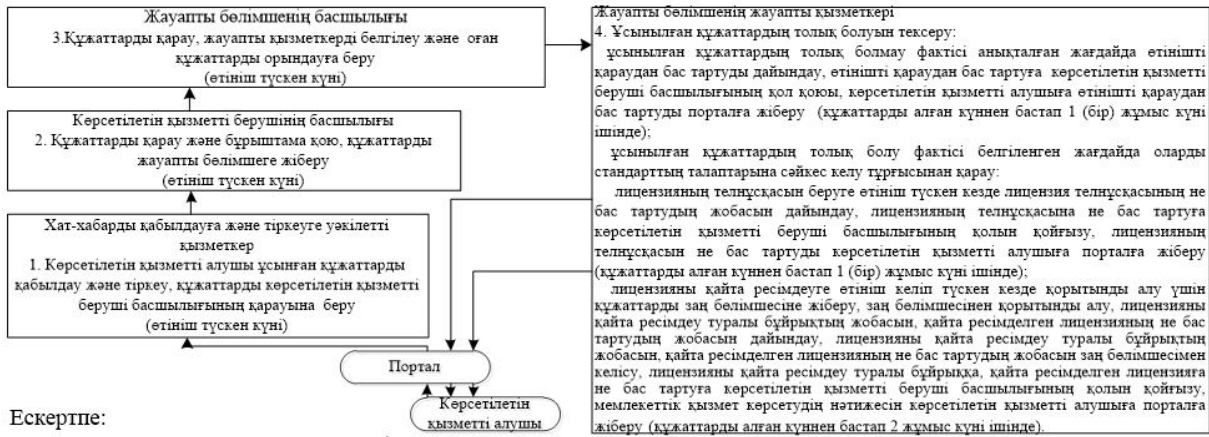 Жауапты бөлімшенің басшылығы
3.Құжаттарды қарау, жауапты қызметкерді белгілеу және оған
құжаттарды орындауға беру
(өтініш түскен күні)
Көрсетілетін қызметті берушінің басшылығы
2. Құжаттарды қарау және бұрыштама қою, құжаттарды
жауапты бөлімшеге жіберу
(өтініш түскен күні)
Хат-хабарды қабылдауға және тіркеуге уәкілетті
қызметкер
1. Көрсетілетін қызметті алушы ұсынған құжаттарды
қабылдау және тіркеу, құжаттарды көрсетілетін қызметті
беруші басшылығының қарауына беру
(өтініш түскен күні)
Портал
Көрсетілетін
қызметті алушы
Ескертпе:
Жауапты бөлімшенің жауапты қызметкері
4. Ұсынылған құжаттардың толық болуын тексеру:
ұсынылған құжаттардың толық болмау фактісі анықталған жағдайда өтінішті
қараудан бас тартуды дайындау, өтінішті қараудан бас тартуға көрсетілетін қызметті
беруші басшылығының қол қоюы, көрсетілетін қызметті алушыға өтінішті қараудан
бас тартуды порталға жіберу (құжаттарды алған күннен бастап 1 (бір) жұмыс күні
ішінде);
ұсынылған құжаттардың толық болу фактісі белгіленген жағдайда оларды
стандарттың талаптарына сәйкес келу тұрғысынан қарау:
лицензияның телнұсқасын беруге өтініш түскен кезде лицензия телнұсқасының не
бас тартудың жобасын дайындау, лицензияның телнұсқасына не бас тартуға
көрсетілетін қызметті беруші басшылығының қолын қойғызу, лицензияның
телнұсқасын не бас тартуды көрсетілетін қызметті алушыға порталға жіберу
(құжаттарды алған күннен бастап 1 (бір) жұмыс күні ішінде);
лицензияны қайта ресімдеуге өтініш келіп түскен кезде қорытынды алу үшін
құжаттарды заң бөлімшесіне жіберу, заң бөлімшесінен қорытынды алу, лицензияны
қайта ресімдеу туралы бұйрықтың жобасын, қайта ресімделген лицензияның не бас
тартудың жобасын дайындау, лицензияны қайта ресімдеу туралы бұйрықтың
жобасын, қайта ресімделген лицензияның не бас тартудың жобасын заң бөлімшесімен
келісу, лицензияны қайта ресімдеу туралы бұйрыққа, қайта ресімделген лицензияға
не бас тартуға көрсетілетін қызметті беруші басшылығының қолын қойғызу,
мемлекеттік қызмет көрсетудің нәтижесін көрсетілетін қызметті алушыға порталға
жіберу (құжаттарды алған күннен бастап 2 жұмыс күні ішінде).